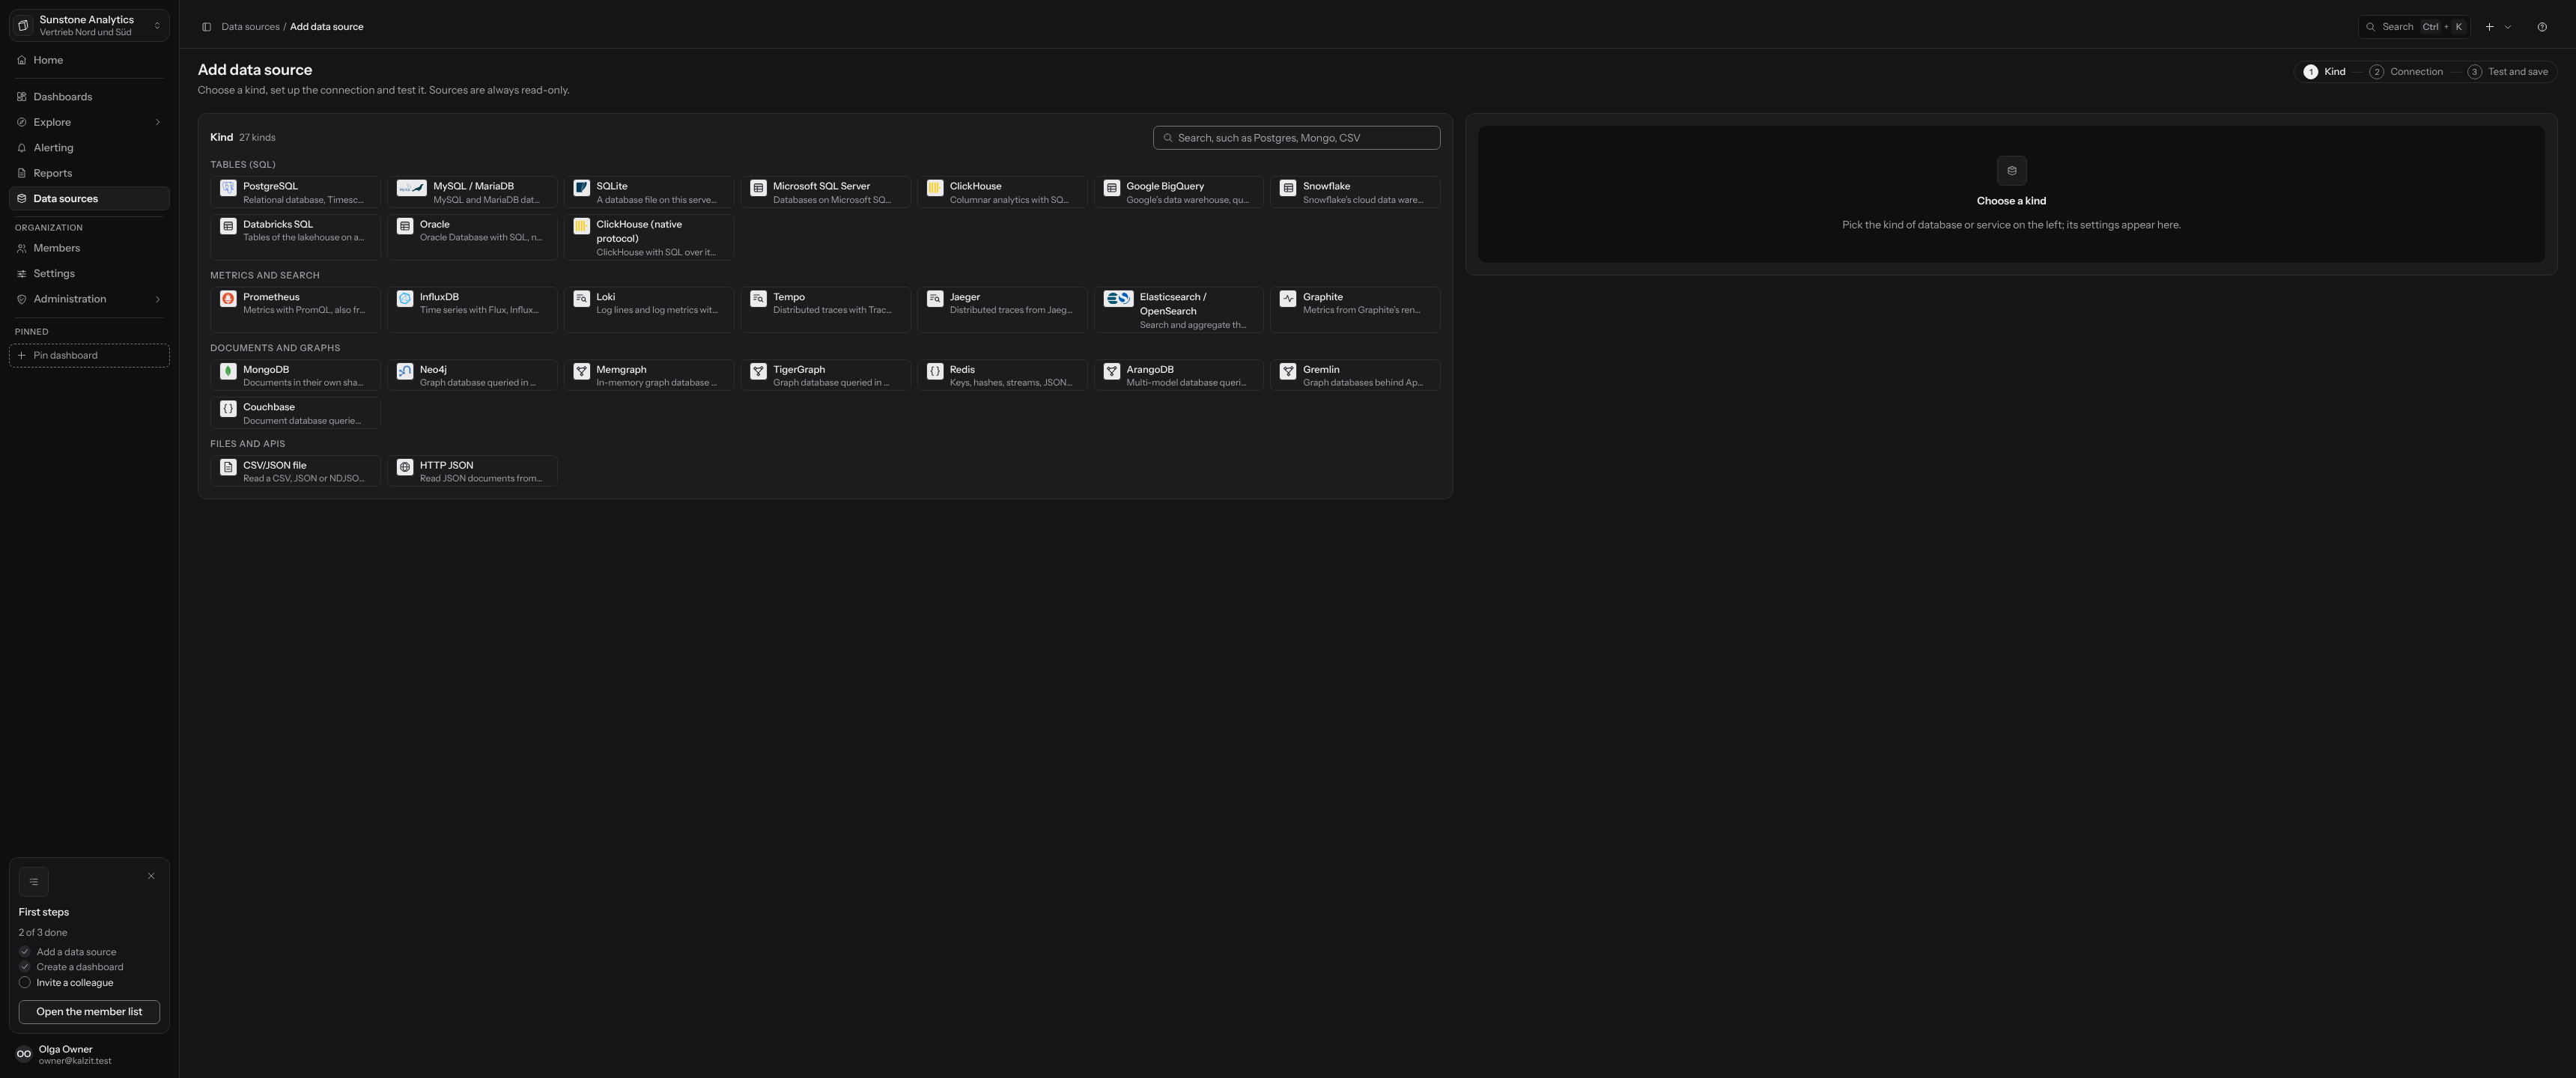 Sunstone Analytics
Vertrieb Nord und Süd
Home
Dashboards
Explore
Alerting
Reports
Data sources
ORGANIZATION
Members
Settings
Administration
PINNED
Pin dashboard
First steps
2 of 3 done
Add a data source
Create a dashboard
Invite a colleague
Open the member list
OO
Olga Owner
owner@kalzit.test
Data sources / Add data source
Search Ctrl + K
Add data source
Choose a kind, set up the connection and test it. Sources are always read-only.
1 Kind 2 Connection 3 Test and save
Kind 27 kinds
Search, such as Postgres, Mongo, CSV
TABLES (SQL)
PostgreSQL
Relational database, Timesc...
MySQL / MariaDB
MySQL and MariaDB dat...
SQLite
A database file on this serve...
Microsoft SQL Server
Databases on Microsoft SQ...
ClickHouse
Columnar analytics with SQ...
Google BigQuery
Google's data warehouse, qu...
Snowflake
Snowflake's cloud data ware...
Databricks SQL
Tables of the lakehouse on a...
Oracle
Oracle Database with SQL, n...
ClickHouse (native
protocol)
ClickHouse with SQL over it...
METRICS AND SEARCH
Prometheus
Metrics with PromQL, also fr...
InfluxDB
Time series with Flux, Influx...
Loki
Log lines and log metrics wit...
Tempo
Distributed traces with Trac...
Jaeger
Distributed traces from Jaeg...
Elasticsearch /
OpenSearch
Search and aggregate th...
Graphite
Metrics from Graphite's ren...
DOCUMENTS AND GRAPHS
MongoDB
Documents in their own sha...
Neo4j
Graph database queried in ...
Memgraph
In-memory graph database ...
TigerGraph
Graph database queried in ...
Redis
Keys, hashes, streams, JSON...
ArangoDB
Multi-model database queri...
Gremlin
Graph databases behind Ap...
Couchbase
Document database querie...
FILES AND APIS
CSV/JSON file
Read a CSV, JSON or NDJSO...
HTTP JSON
Read JSON documents from...
Choose a kind
Pick the kind of database or service on the left; its settings appear here.